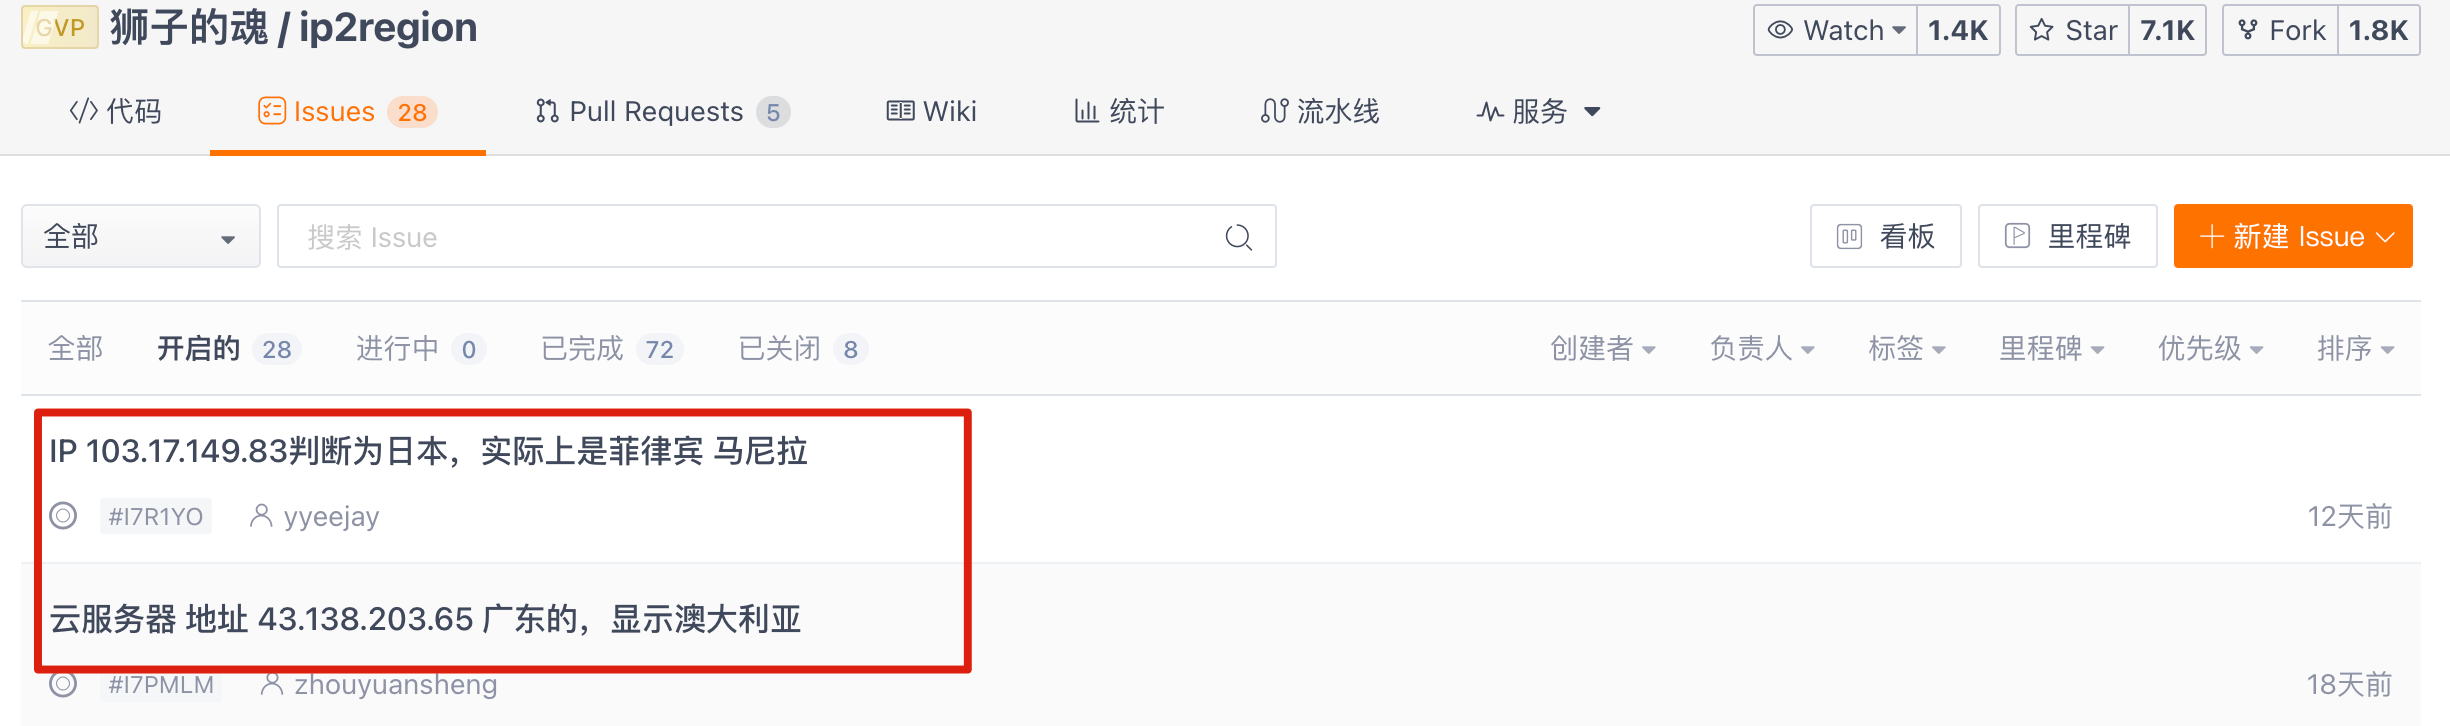 GVP 狮子的魂 / ip2region Watch 1.4K Star 7.1K Fork 1.8K
代码 Issues 28 Pull Requests 5 Wiki 统计 流水线 服务
全部 搜索 Issue 看板 里程碑 新建 Issue
全部 开启的 28 进行中 0 已完成 72 已关闭 8 创建者 负责人 标签 里程碑 优先级 排序
IP 103.17.149.83判断为日本，实际上是菲律宾 马尼拉
#I7R1YO yyeejay 12天前
云服务器 地址 43.138.203.65 广东的，显示澳大利亚
#I7PMLM zhouyuansheng 18天前